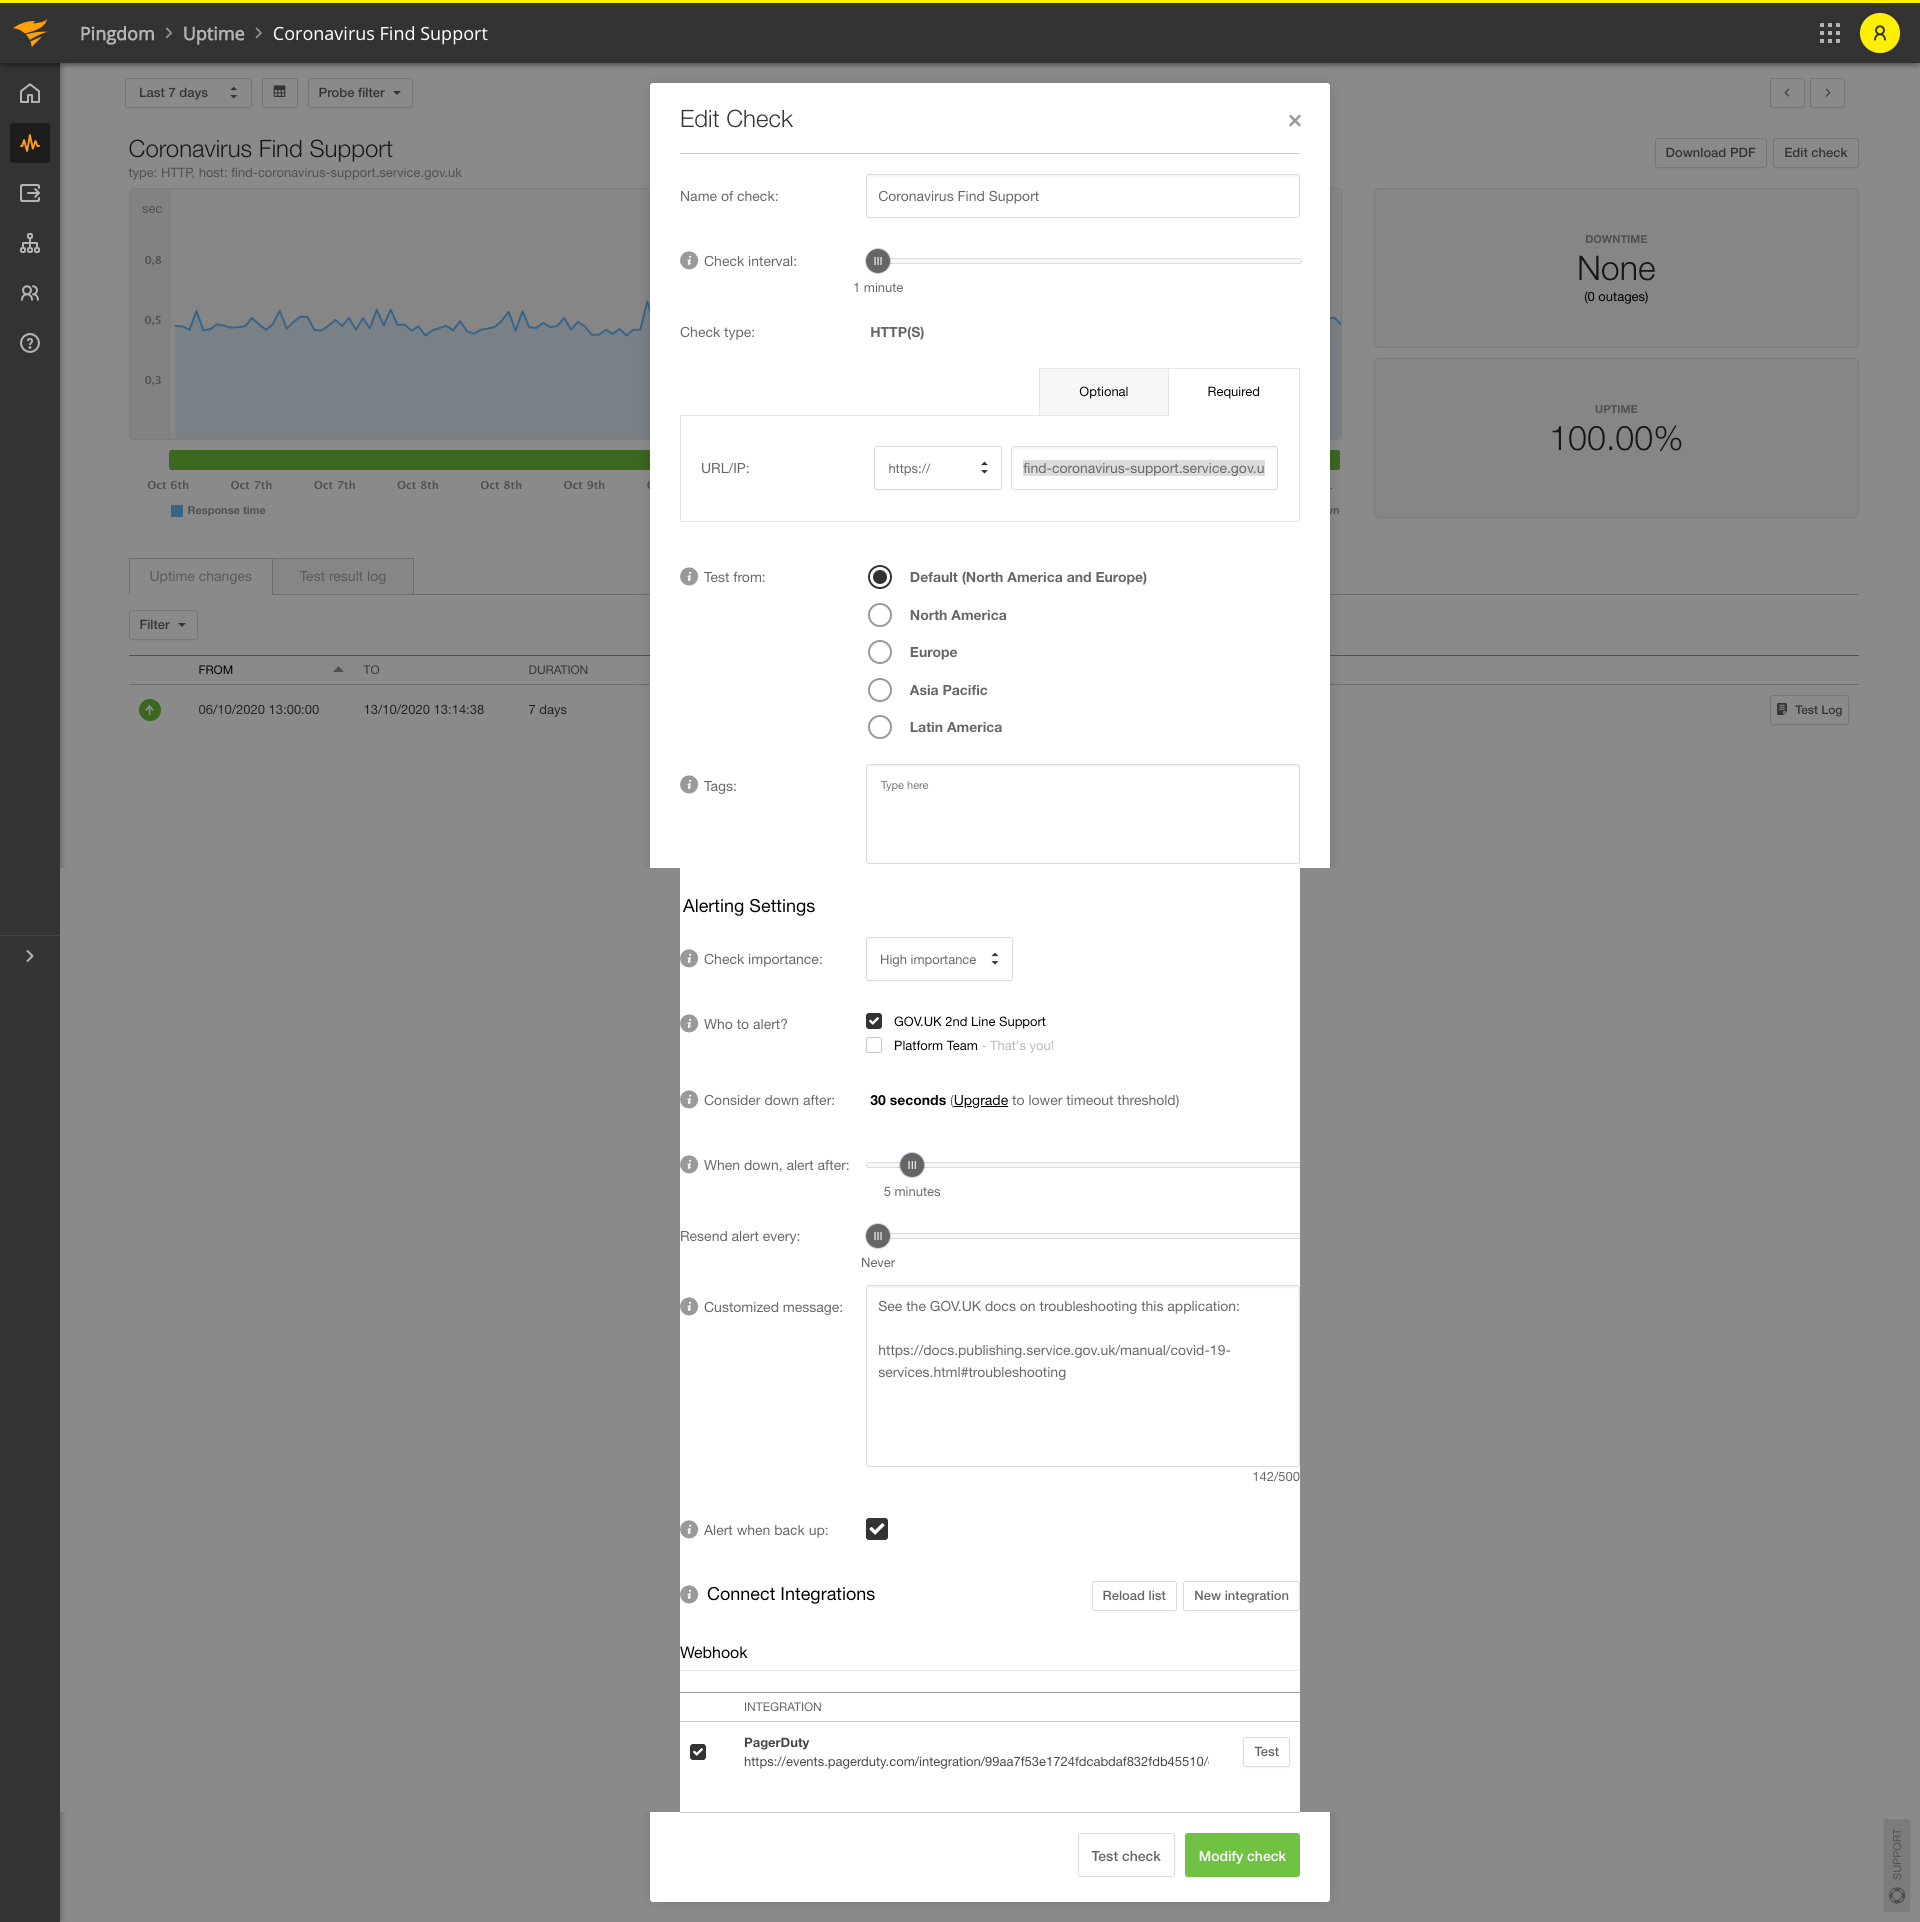 Pingdom > Uptime > Coronavirus Find Support
Last 7 days
Probe filter
Coronavirus Find Support
type: HTTP, host: find-coronavirus-support.service.gov.uk
Download PDF
Edit check
sec
0,8
0,5
0,3
Oct 6th Oct 7th Oct 7th Oct 8th Oct 8th Oct 9th
Response time
DOWNTIME
None
(0 outages)
UPTIME
100.00%
Uptime changes
Test result log
Filter
FROM TO DURATION
06/10/2020 13:00:00 13/10/2020 13:14:38 7 days
Test Log
Edit Check
×
Name of check: Coronavirus Find Support
Check interval:
1 minute
Check type: HTTP(S)
Optional Required
URL/IP: https:// find-coronavirus-support.service.gov.u
Test from: Default (North America and Europe)
North America
Europe
Asia Pacific
Latin America
Tags: Type here
Alerting Settings
Check importance: High importance
Who to alert? GOV.UK 2nd Line Support
Platform Team - That's you!
Consider down after: 30 seconds (Upgrade to lower timeout threshold)
When down, alert after:
5 minutes
Resend alert every:
Never
Customized message: See the GOV.UK docs on troubleshooting this application:
https://docs.publishing.service.gov.uk/manual/covid-19-
services.html#troubleshooting
142/500
Alert when back up:
Connect Integrations
Reload list New integration
Webhook
INTEGRATION
PagerDuty
https://events.pagerduty.com/integration/99aa7f53e1724fdcabdaf832fdb45510/
Test
Test check Modify check
SUPPORT